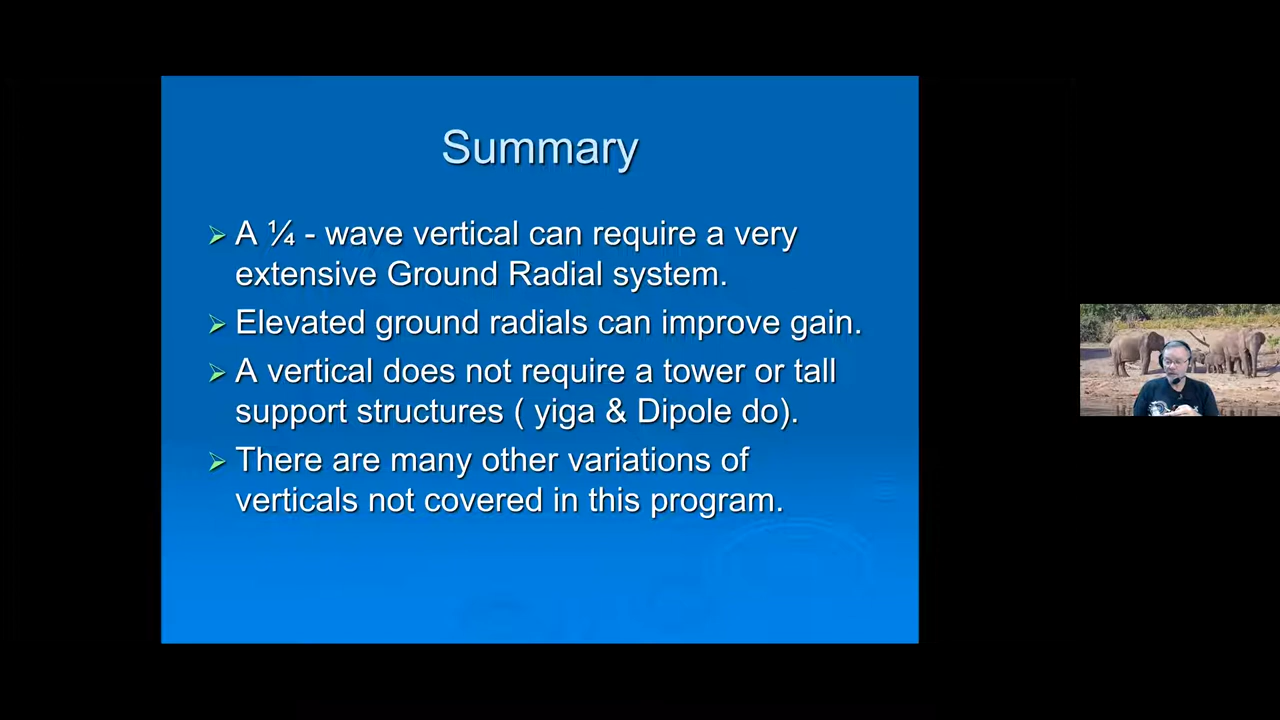 Summary
A ¼ - wave vertical can require a very
extensive Ground Radial system.
Elevated ground radials can improve gain.
A vertical does not require a tower or tall
support structures ( yiga & Dipole do).
There are many other variations of
verticals not covered in this program.